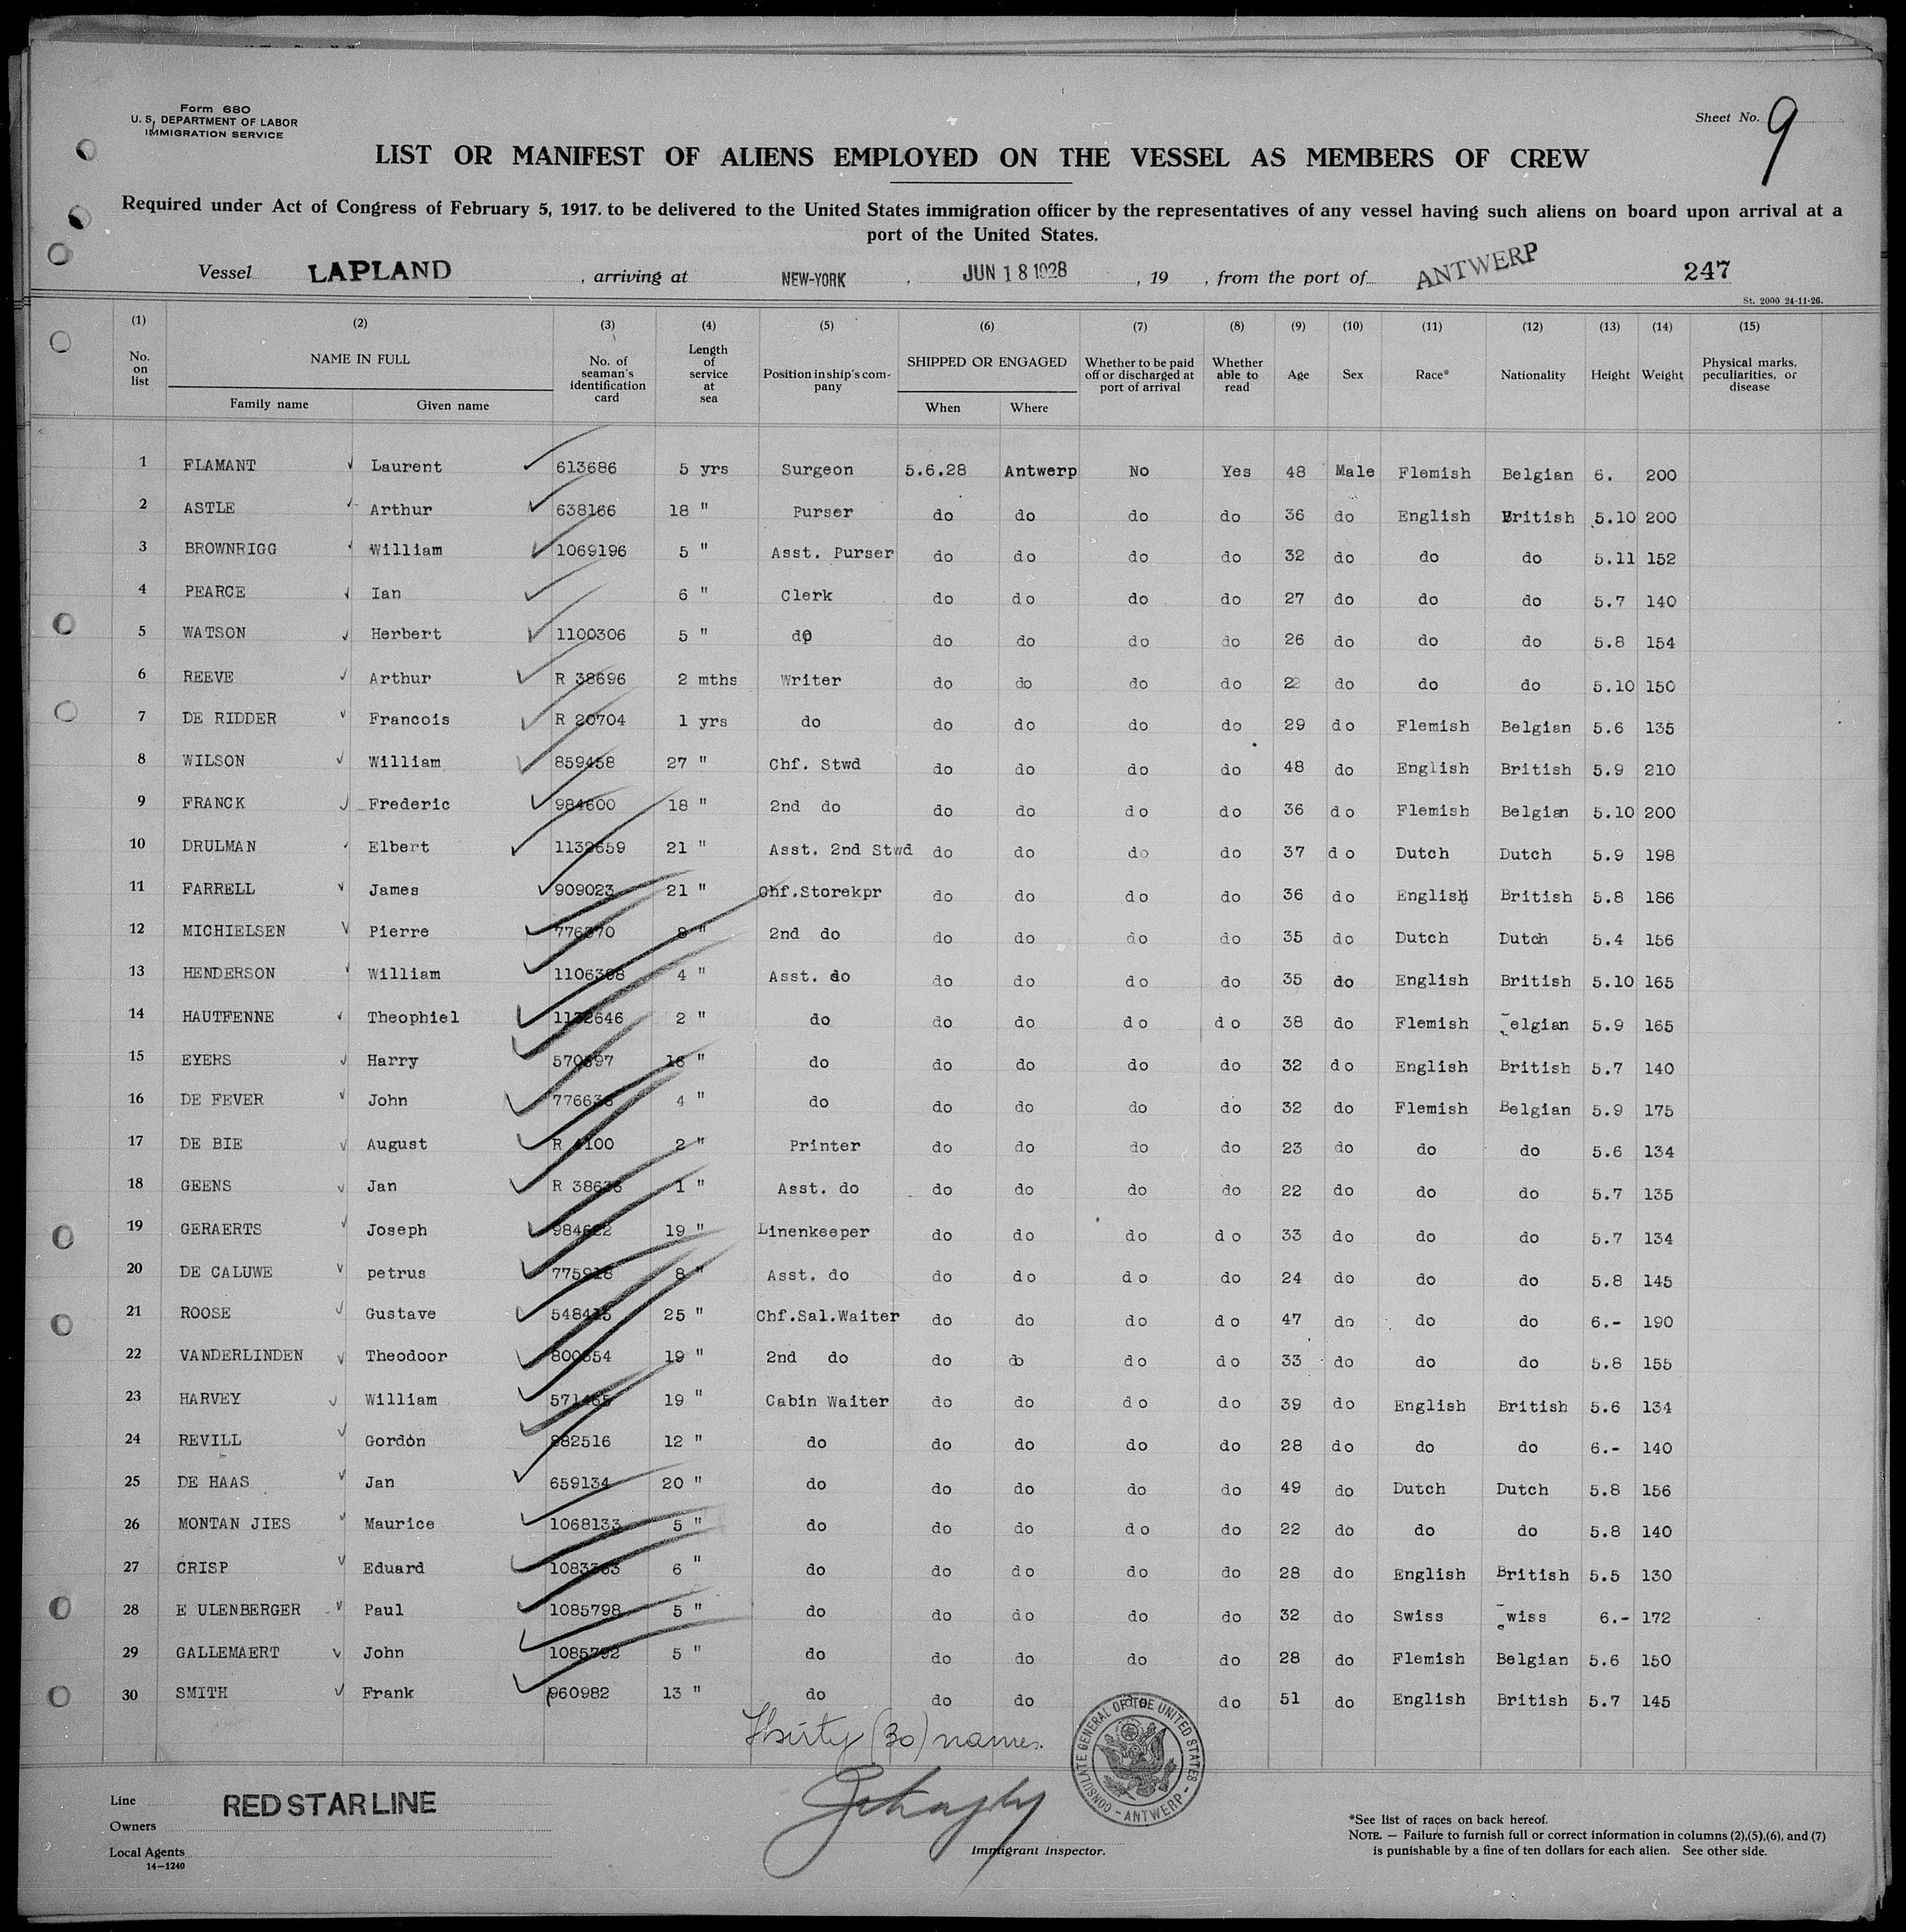 Form 680
U. S. DEPARTMENT OF LABOR
IMMIGRATION SERVICE
Sheet No. 9
LIST OR MANIFEST OF ALIENS EMPLOYED ON THE VESSEL AS MEMBERS OF CREW
Required under Act of Congress of February 5, 1917. to be delivered to the United States immigration officer by the representatives of any vessel having such aliens on board upon arrival at a
port of the United States.
Vessel LAPLAND , arriving at NEW-YORK , JUN 18 1928 , 19 , from the port of ANTWERP 247
St. 2000 24-11-26.
(1) (2) (3) (4) (5) (6) (7) (8) (9) (10) (11) (12) (13) (14) (15)
No. on list NAME IN FULL Family name Given name No. of seaman's identification card Length of service at sea Position in ship's company SHIPPED OR ENGAGED When Where Whether to be paid off or discharged at port of arrival Whether able to read Age Sex Race* Nationality Height Weight Physical marks, peculiarities, or disease
1 FLAMANT Laurent 613686 5 yrs Surgeon 5.6.28 Antwerp No Yes 48 Male Flemish Belgian 6. 200
2 ASTLE Arthur 638166 18 " Purser do do do do 36 do English British 5.10 200
3 BROWNRIGG William 1069196 5 " Asst. Purser do do do do 32 do do do 5.11 152
4 PEARCE Ian 6 " Clerk do do do do 27 do do do 5.7 140
5 WATSON Herbert 1100306 5 " do do do do do 26 do do do 5.8 154
6 REEVE Arthur R 38696 2 mths Writer do do do do 22 do do do 5.10 150
7 DE RIDDER Francois R 20704 1 yrs do do do do do 29 do Flemish Belgian 5.6 135
8 WILSON William 859458 27 " Chf. Stwd do do do do 48 do English British 5.9 210
9 FRANCK Frederic 984600 18 " 2nd do do do do do 36 do Flemish Belgian 5.10 200
10 DRULMAN Elbert 1132659 21 " Asst. 2nd Stwd do do do do 37 do Dutch Dutch 5.9 198
11 FARRELL James 909023 21 " Chf.Storekpr do do do do 36 do English British 5.8 186
12 MICHIELSEN Pierre 8 " 2nd do do do do do 35 do Dutch Dutch 5.4 156
13 HENDERSON William 4 " Asst. do do do do do 35 do English British 5.10 165
14 HAUTFENNE Theophiel 1132646 2 " do do do do do 38 do Flemish elgian 5.9 165
15 EYERS Harry 16 " do do do do do 32 do English British 5.7 140
16 DE FEVER John 4 " do do do do do 32 do Flemish Belgian 5.9 175
17 DE BIE August 2 " Printer do do do do 23 do do do 5.6 134
18 GEENS Jan 1 " Asst. do do do do do 22 do do do 5.7 135
19 GERAERTS Joseph 19 " Linenkeeper do do do do 33 do do do 5.7 134
20 DE CALUWE petrus 8 " Asst. do do do do do 24 do do do 5.8 145
21 ROOSE Gustave 25 " Chf.Sal.Waiter do do do do 47 do do do 6.- 190
22 VANDERLINDEN Theodoor 19 " 2nd do do do do do 33 do do do 5.8 155
23 HARVEY William 19 " Cabin Waiter do do do do 39 do English British 5.6 134
24 REVILL Gordon 12 " do do do do do 28 do do do 6.- 140
25 DE HAAS Jan 659134 20 " do do do do do 49 do Dutch Dutch 5.8 156
26 MONTAN JIES Maurice 1068133 5 " do do do do do 22 do do do 5.8 140
27 CRISP Eduard 6 " do do do do do 28 do English British 5.5 130
28 E ULENBERGER Paul 1085798 5 " do do do do do 32 do Swiss wiss 6.- 172
29 GALLEMAERT John 1085792 5 " do do do do do 28 do Flemish Belgian 5.6 150
30 SMITH Frank 960982 13 " do do do do do 51 do English British 5.7 145
Thirty (30) names.
CONSULATE GENERAL OF THE UNITED STATES - ANTWERP -
Line RED STAR LINE
Owners
Local Agents
14—1240
Immigrant Inspector.
*See list of races on back hereof.
NOTE. — Failure to furnish full or correct information in columns (2),(5),(6), and (7)
is punishable by a fine of ten dollars for each alien. See other side.